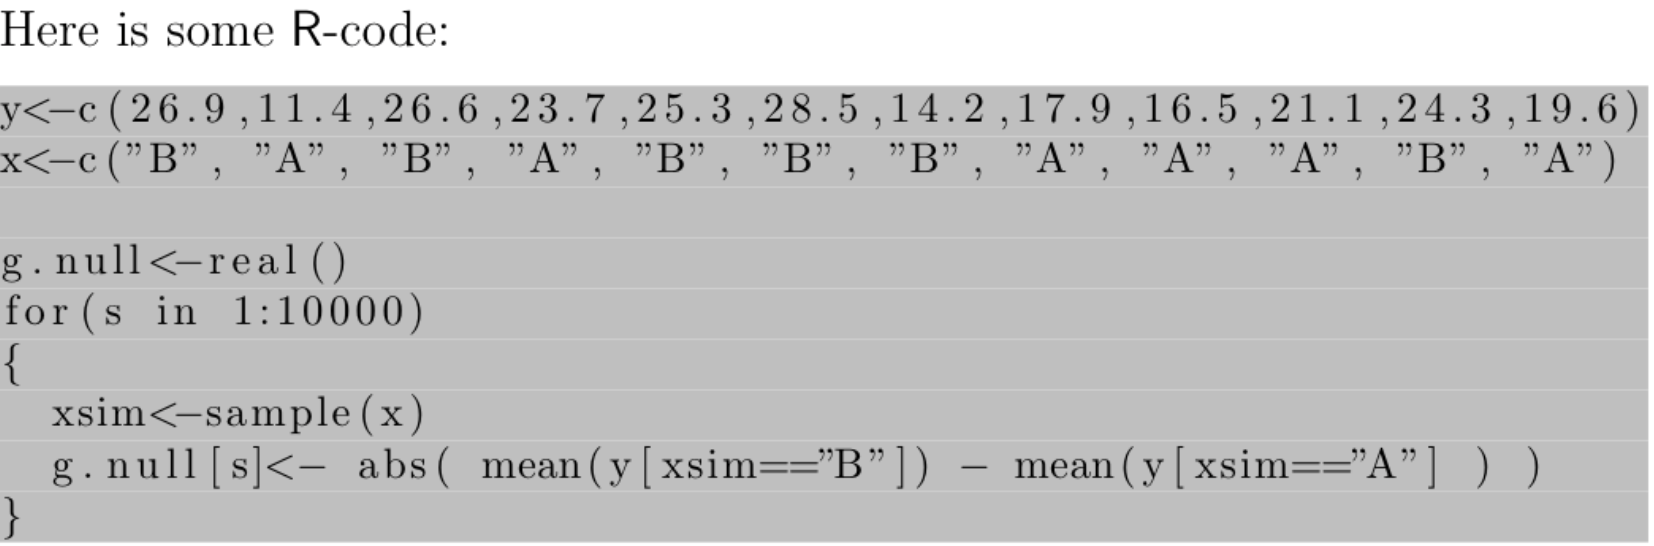 Here is some R-code:
y<-c(26.9,11.4,26.6,23.7,25.3,28.5,14.2,17.9,16.5,21.1,24.3,19.6)
x<-c("B", "A", "B", "A", "B", "B", "B", "A", "A", "A", "B", "A")
g.null<-real()
for(s in 1:10000)
{
xsim<-sample(x)
g.null[s]<- abs( mean(y[xsim=="B"]) - mean(y[xsim=="A"] ) )
}